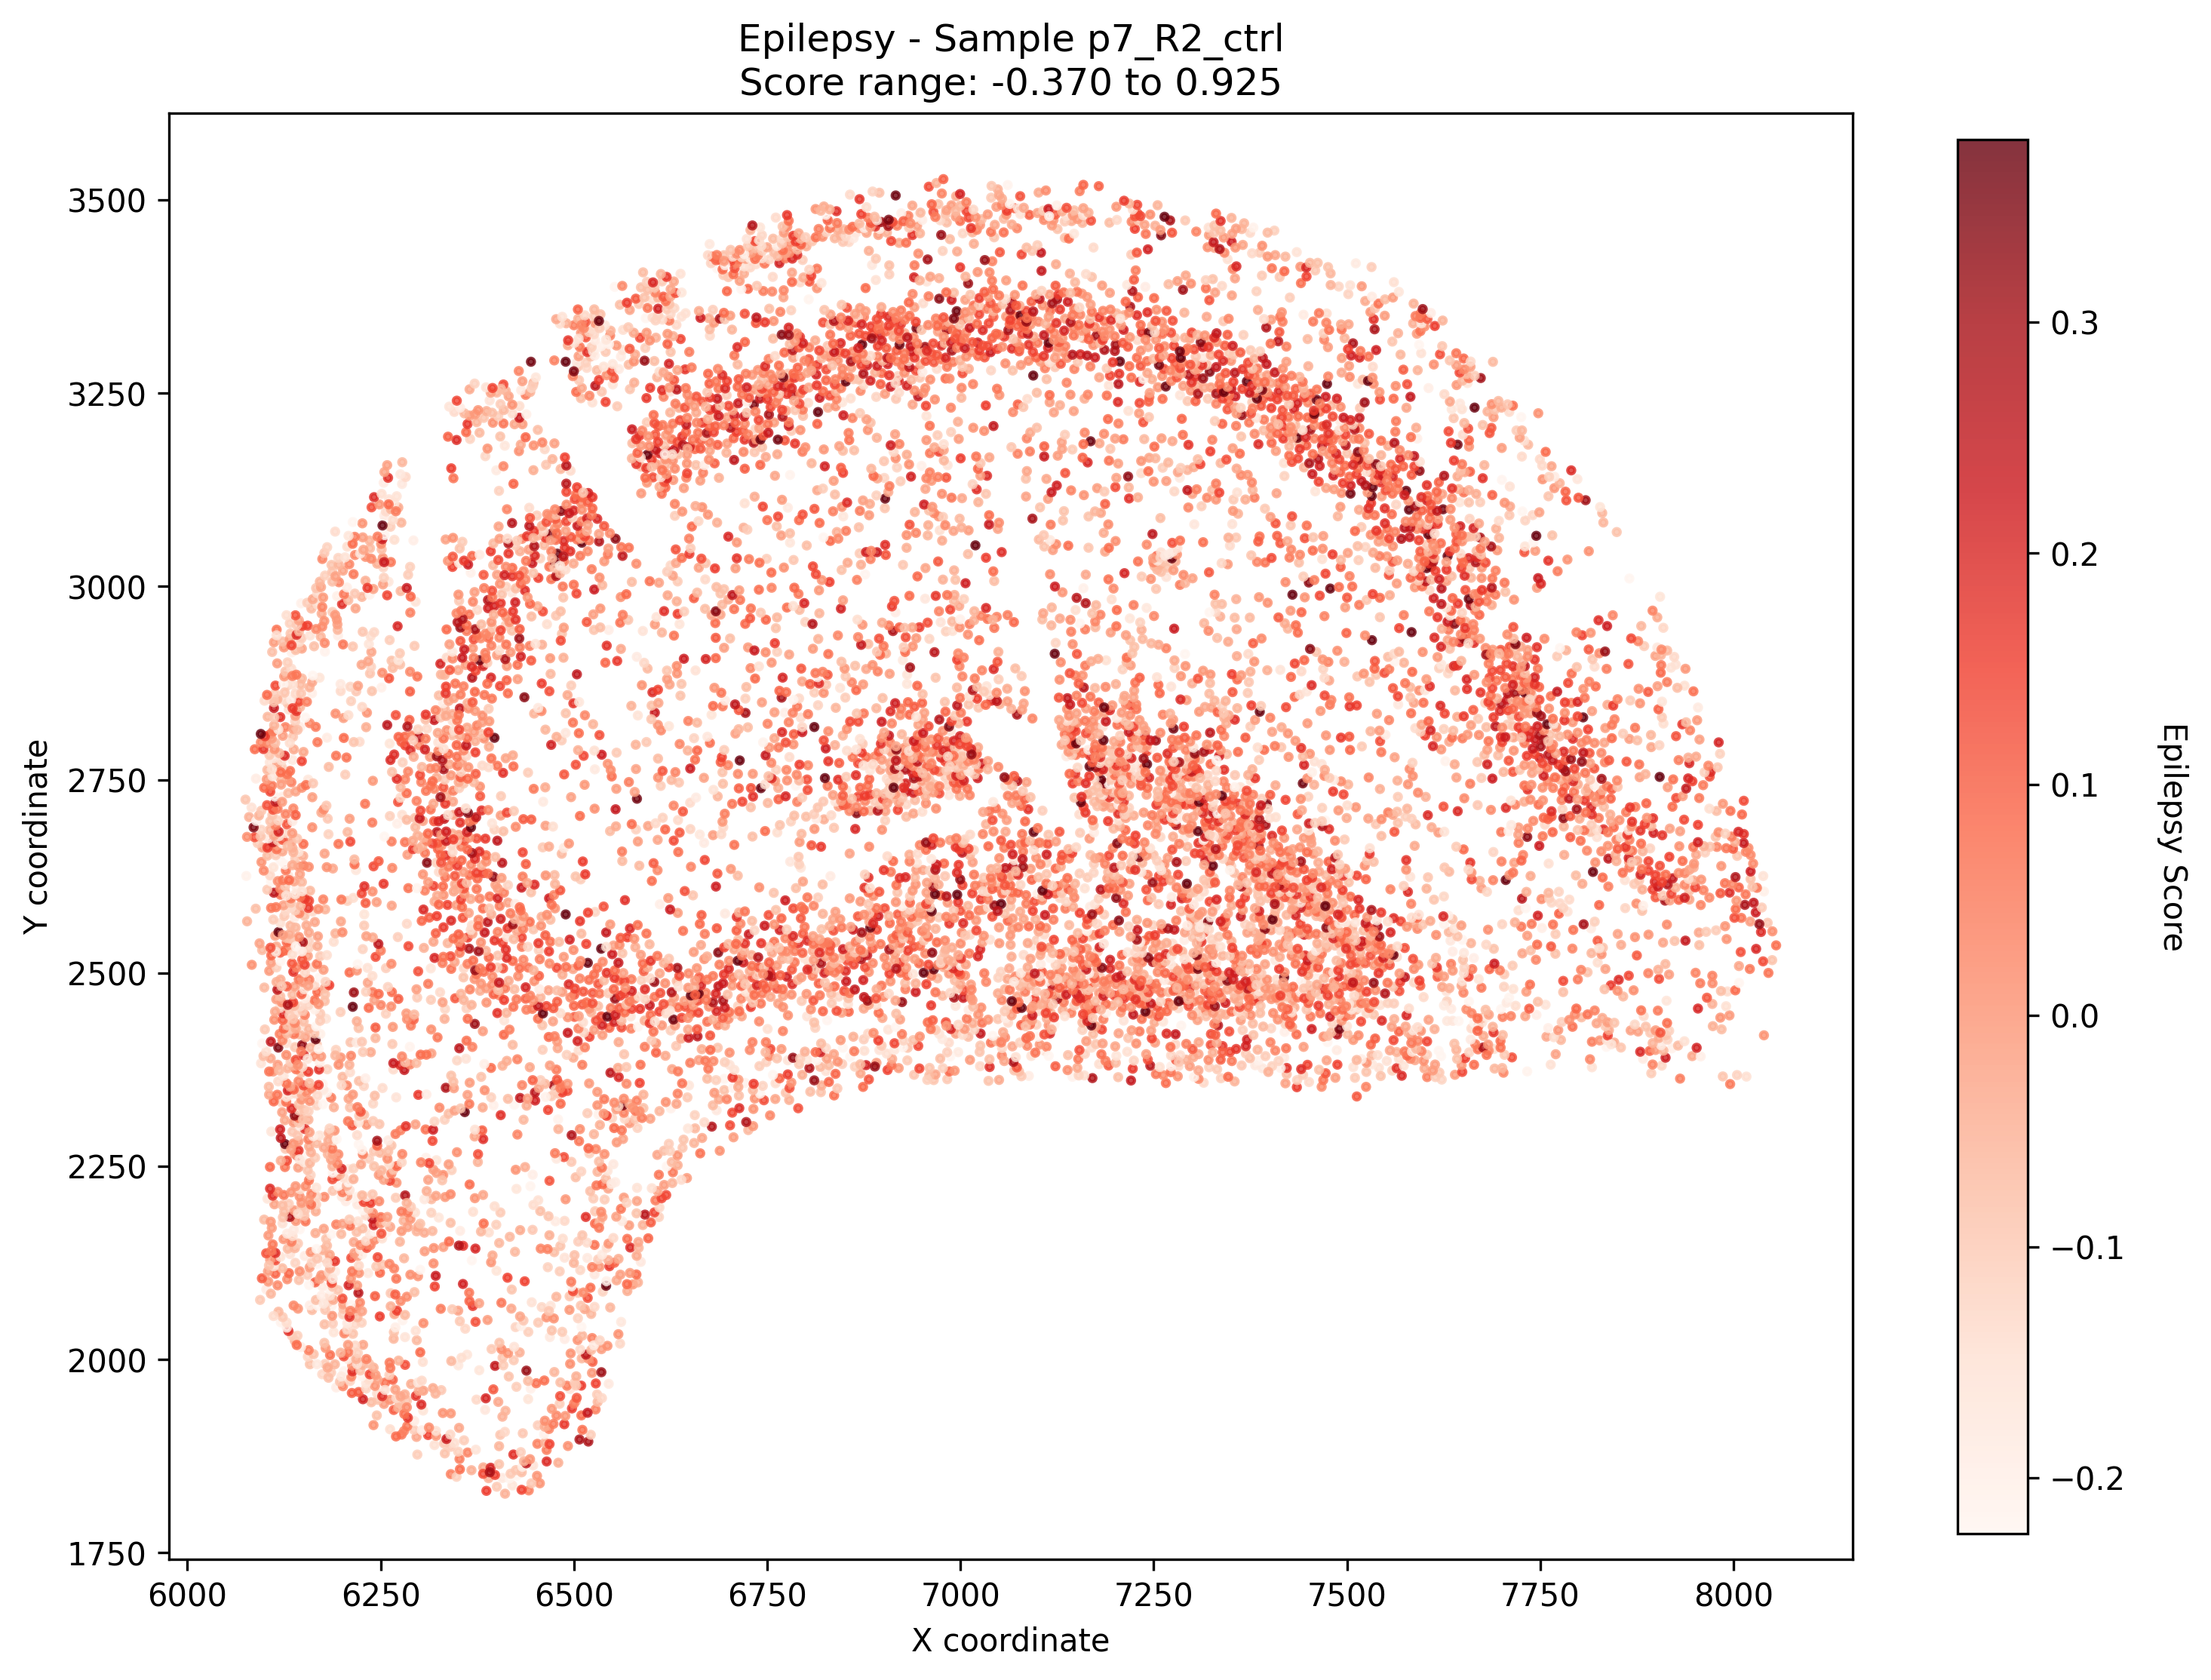 Epilepsy - Sample p7_R2_ctrl
Score range: -0.370 to 0.925
Y coordinate
3500
3250
3000
2750
2500
2250
2000
1750
6000 6250 6500 6750 7000 7250 7500 7750 8000
X coordinate
0.3
0.2
0.1
0.0
−0.1
−0.2
Epilepsy Score